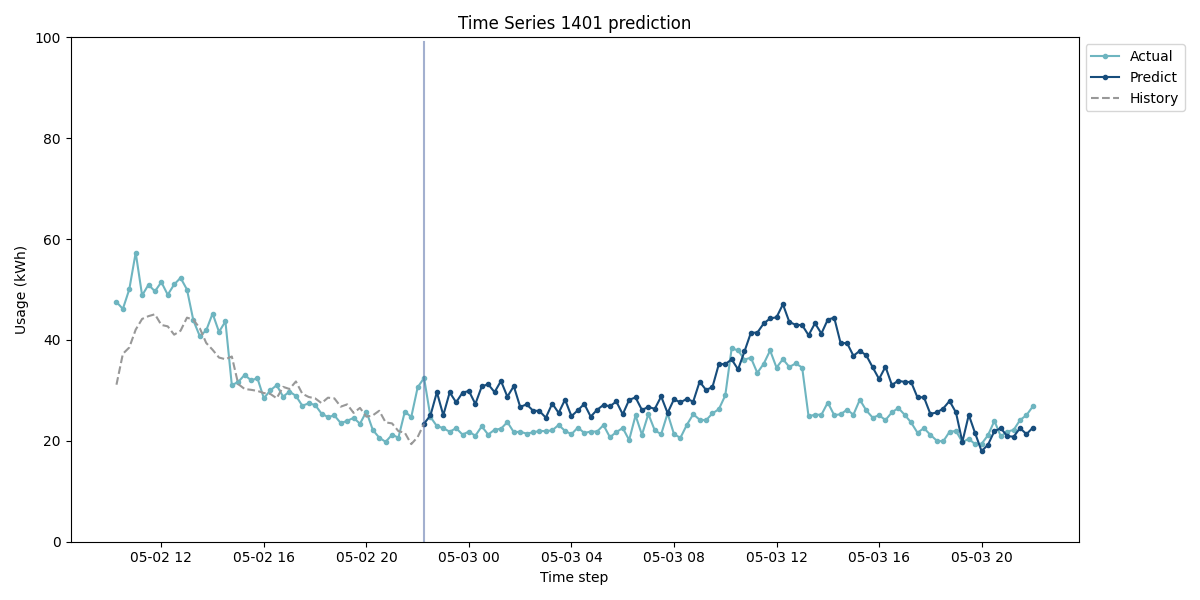 Time Series 1401 prediction
100
80
60
40
20
0
Usage (kWh)
05-02 12
05-02 16
05-02 20
05-03 00
05-03 04
05-03 08
05-03 12
05-03 16
05-03 20
Time step
Actual
Predict
History